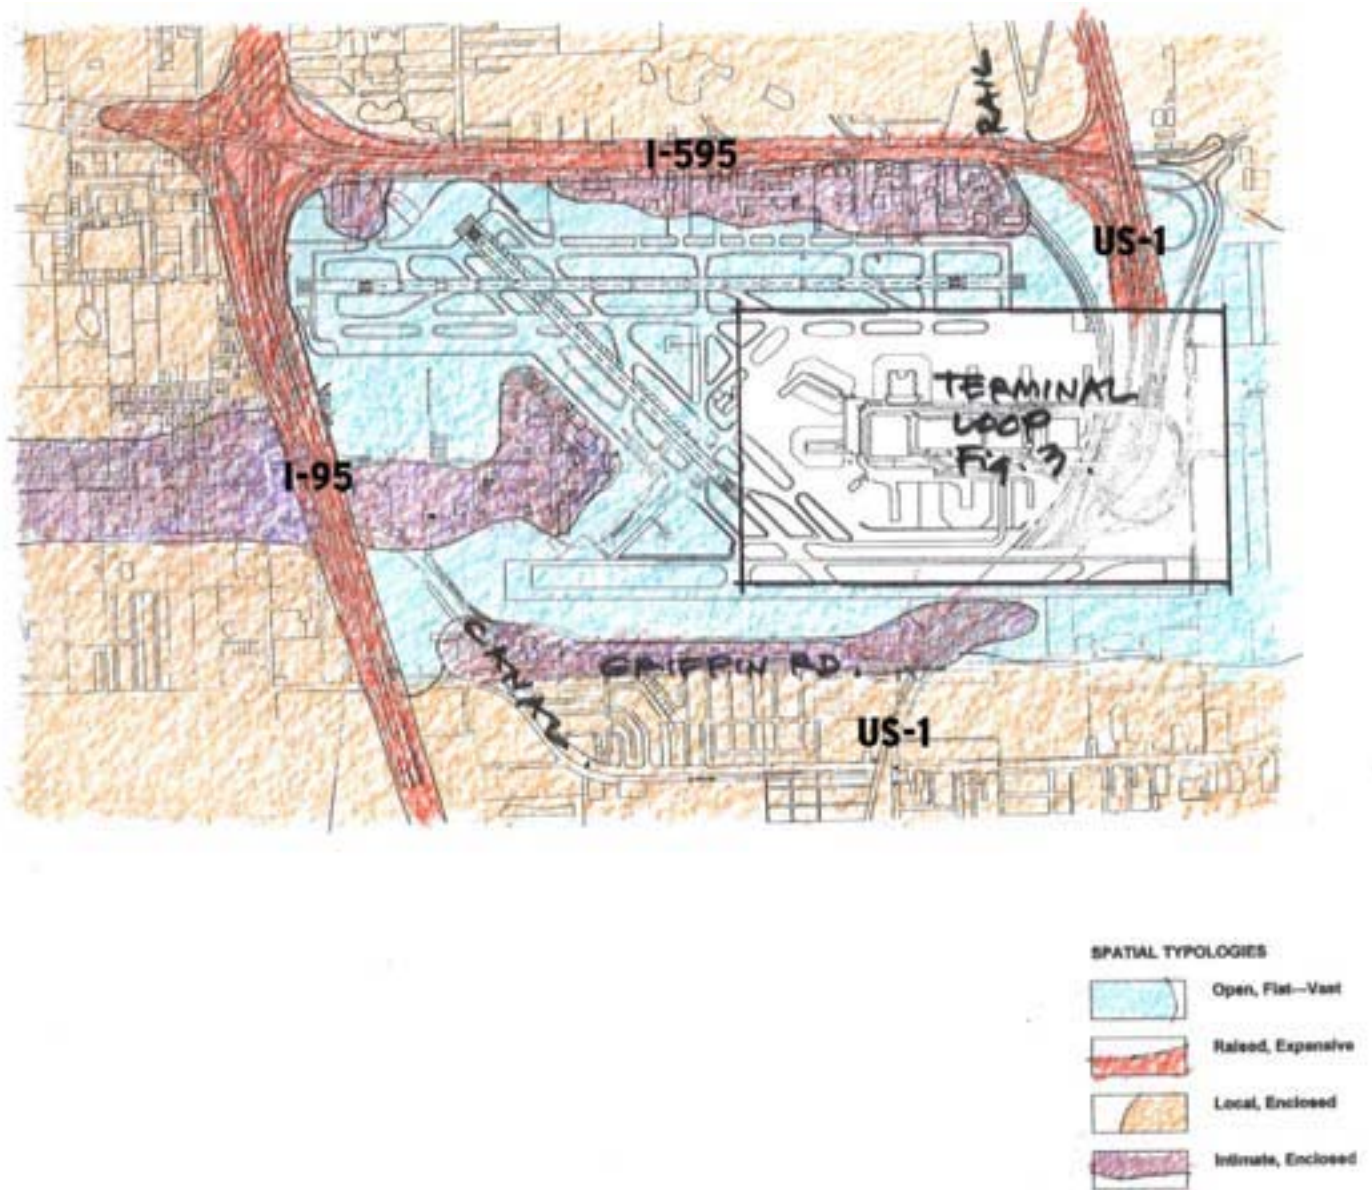 RAIL
I-595
US-1
TERMINAL
LOOP
Fig. 3.
I-95
CANAL
GRIFFIN RD.
US-1
SPATIAL TYPOLOGIES
Open, Flat—Vast
Raised, Expansive
Local, Enclosed
Intimate, Enclosed